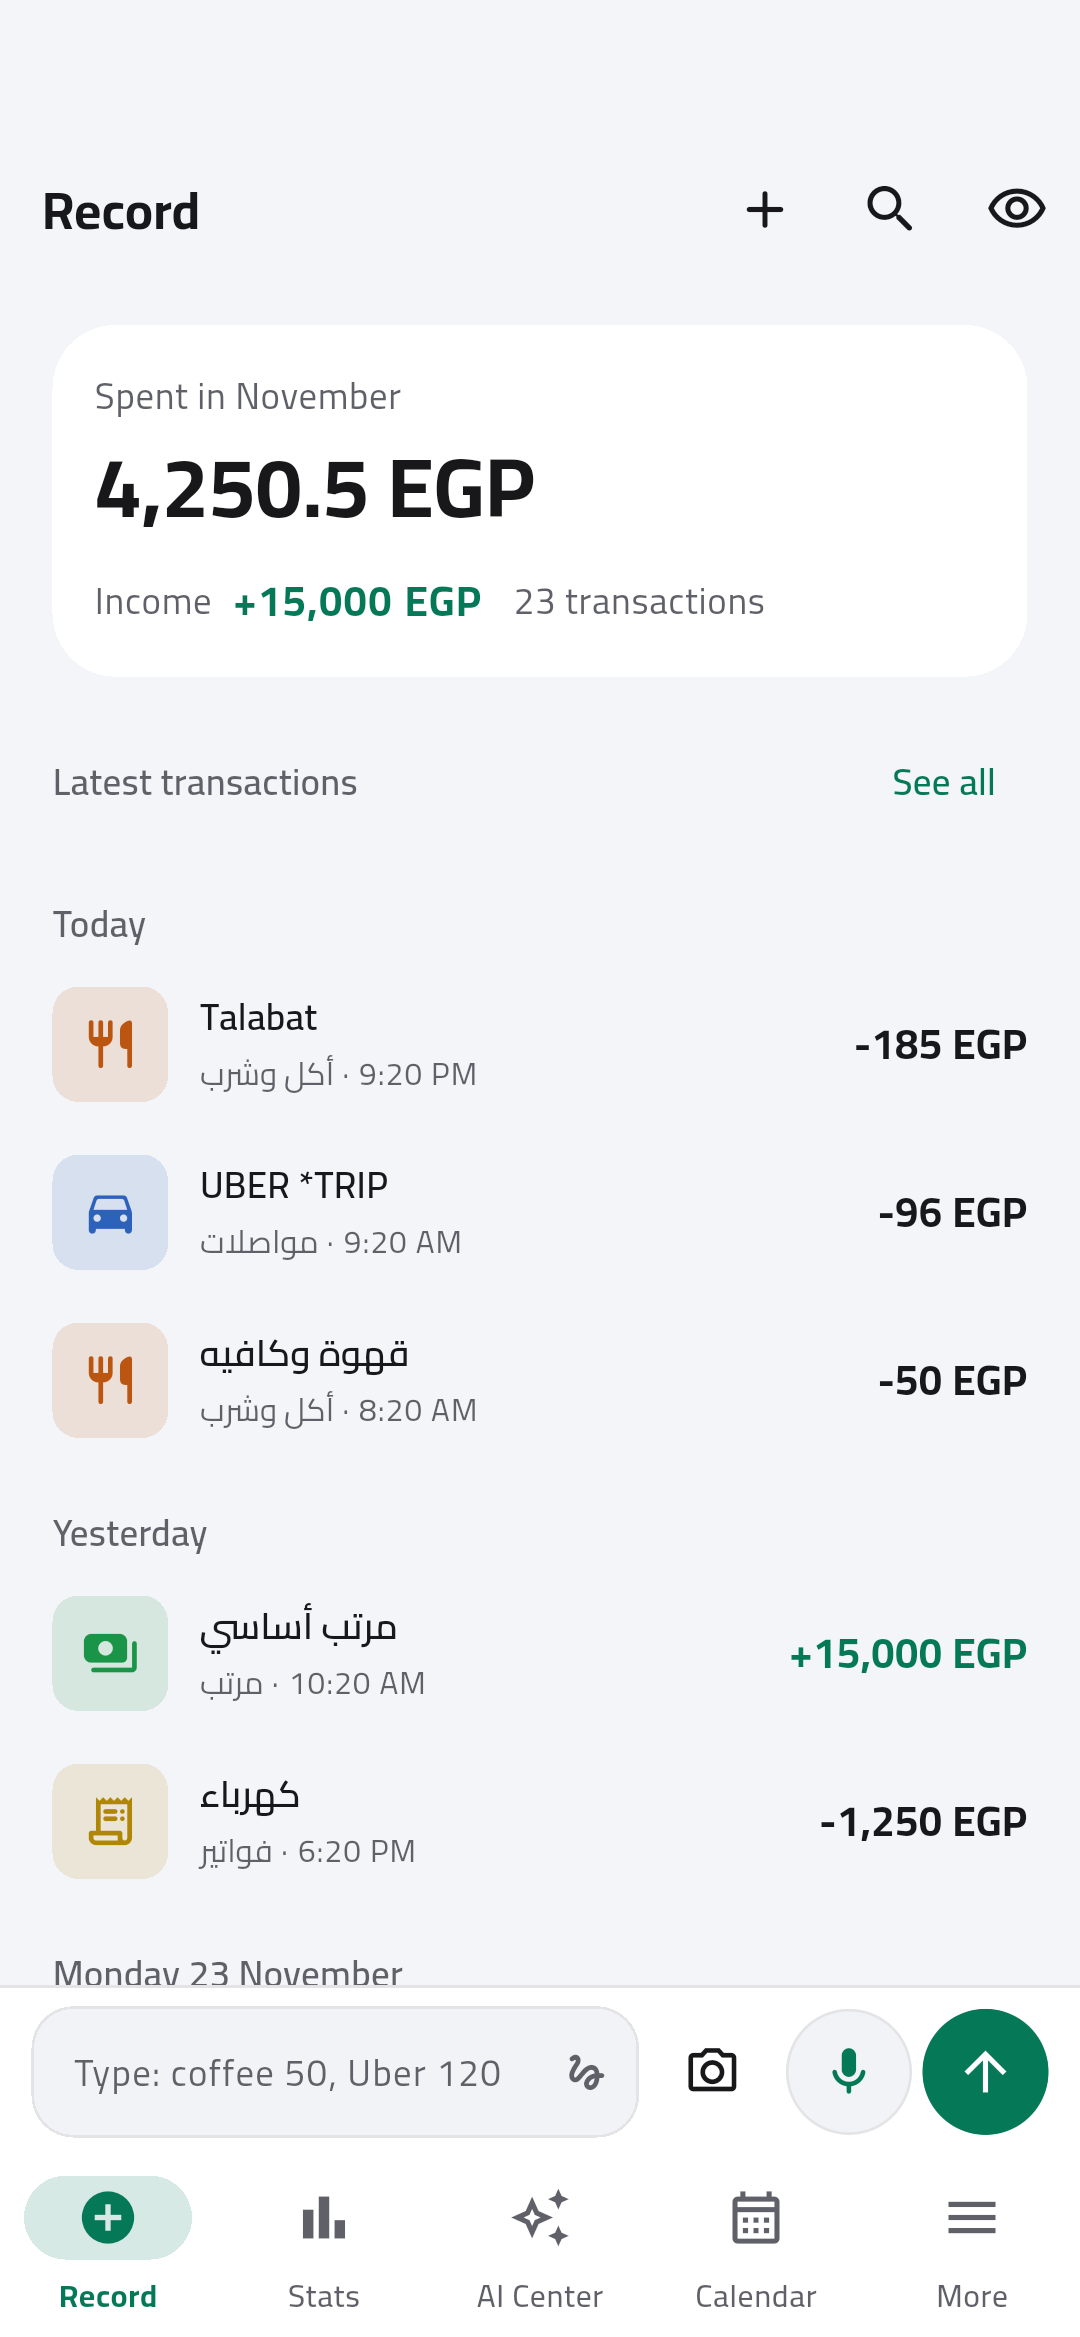 Record
Spent in November
4,250.5 EGP
Income +15,000 EGP 23 transactions
Latest transactions See all
Today
Talabat
أكل وشرب · 9:20 PM
-185 EGP
UBER *TRIP
مواصلات · 9:20 AM
-96 EGP
قهوة وكافيه
أكل وشرب · 8:20 AM
-50 EGP
Yesterday
مرتب أساسي
مرتب · 10:20 AM
+15,000 EGP
كهرباء
فواتير · 6:20 PM
-1,250 EGP
Monday 23 November
Type: coffee 50, Uber 120
Record Stats AI Center Calendar More